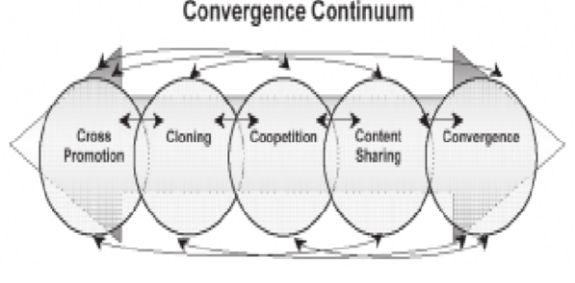 Convergence Continuum
Cross
Promotion
Cloning
Coopetition
Content
Sharing
Convergence